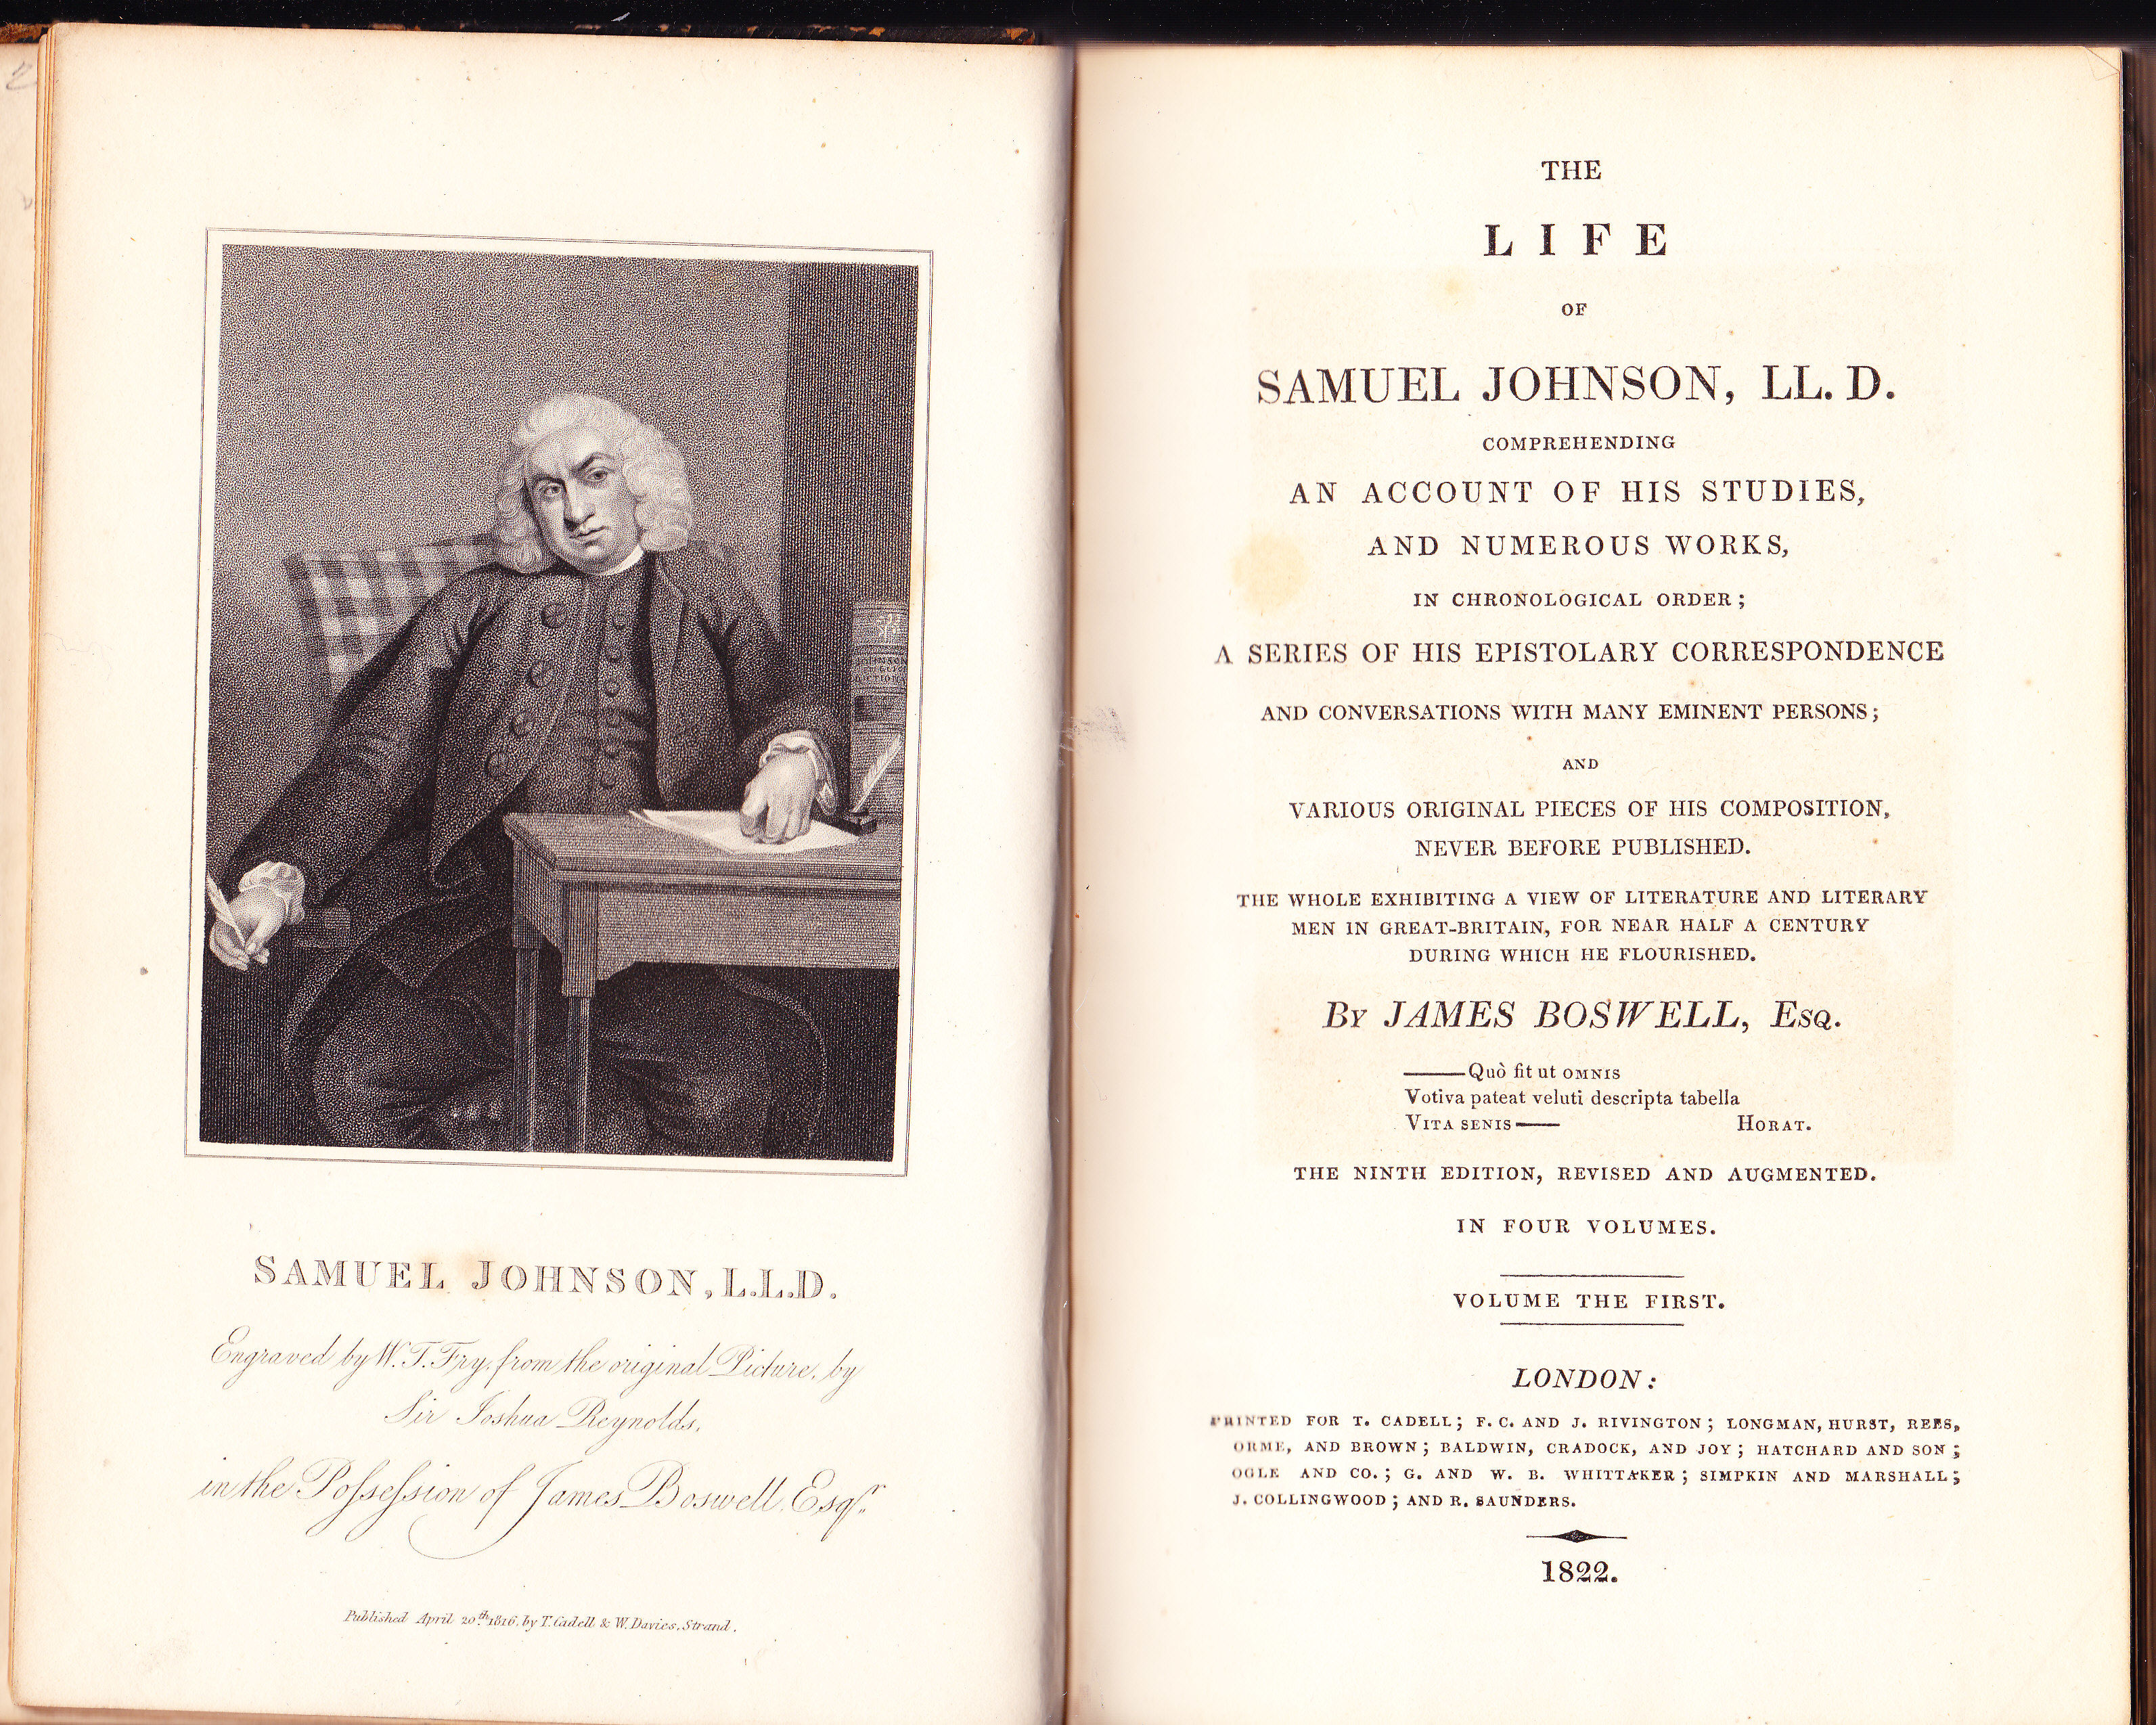 SAMUEL JOHNSON, L.L.D.
Engraved by W. T. Fry, from the original Picture, by
Sir Joshua Reynolds,
in the Possession of James Boswell, Esqr.
Published April 20th 1816, by T. Cadell & W. Davies, Strand.
JOHNSON
DICTION
THE
LIFE
OF
SAMUEL JOHNSON, LL. D.
COMPREHENDING
AN ACCOUNT OF HIS STUDIES,
AND NUMEROUS WORKS,
IN CHRONOLOGICAL ORDER;
A SERIES OF HIS EPISTOLARY CORRESPONDENCE
AND CONVERSATIONS WITH MANY EMINENT PERSONS;
AND
VARIOUS ORIGINAL PIECES OF HIS COMPOSITION,
NEVER BEFORE PUBLISHED.
THE WHOLE EXHIBITING A VIEW OF LITERATURE AND LITERARY
MEN IN GREAT-BRITAIN, FOR NEAR HALF A CENTURY
DURING WHICH HE FLOURISHED.
BY JAMES BOSWELL, ESQ.
——Quò fit ut OMNIS
Votiva pateat veluti descripta tabella
VITA SENIS—— HORAT.
THE NINTH EDITION, REVISED AND AUGMENTED.
IN FOUR VOLUMES.
VOLUME THE FIRST.
LONDON:
PRINTED FOR T. CADELL; F. C. AND J. RIVINGTON; LONGMAN, HURST, REES,
ORME, AND BROWN; BALDWIN, CRADOCK, AND JOY; HATCHARD AND SON;
OGLE AND CO.; G. AND W. B. WHITTAKER; SIMPKIN AND MARSHALL;
J. COLLINGWOOD; AND R. SAUNDERS.
1822.